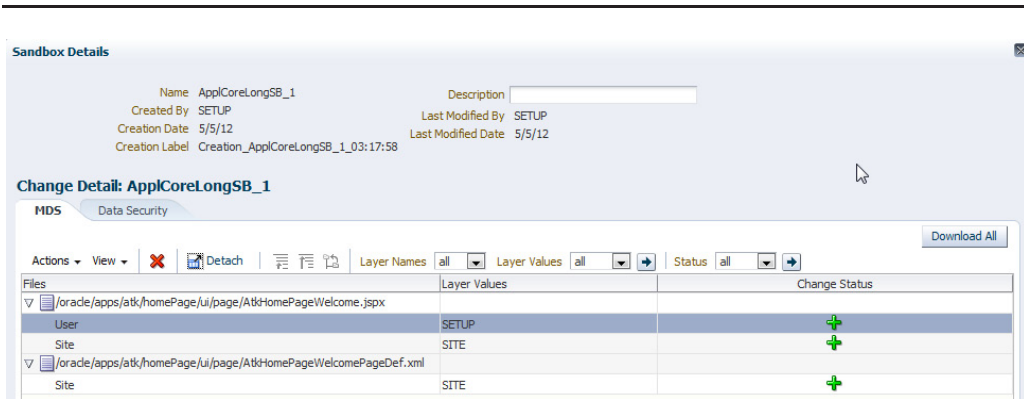 Sandbox Details
Name ApplCoreLongSB_1 Description
Created By SETUP Last Modified By SETUP
Creation Date 5/5/12 Last Modified Date 5/5/12
Creation Label Creation_ApplCoreLongSB_1_03:17:58
Change Detail: ApplCoreLongSB_1
MDS Data Security
Download All
Actions View Detach Layer Names all Layer Values all Status all
Files Layer Values Change Status
/oracle/apps/atk/homePage/ui/page/AtkHomePageWelcome.jspx
User SETUP
Site SITE
/oracle/apps/atk/homePage/ui/page/AtkHomePageWelcomePageDef.xml
Site SITE